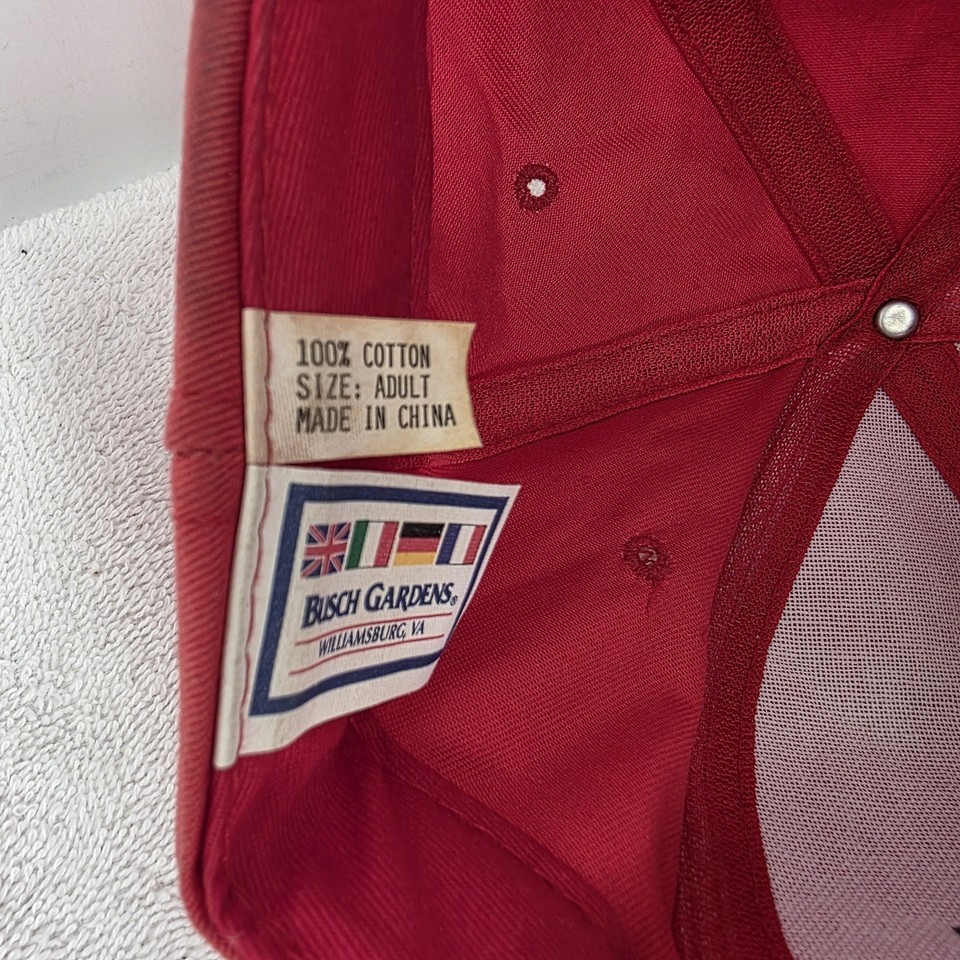 100% COTTON
SIZE: ADULT
MADE IN CHINA
BUSCH GARDENS®
WILLIAMSBURG, VA